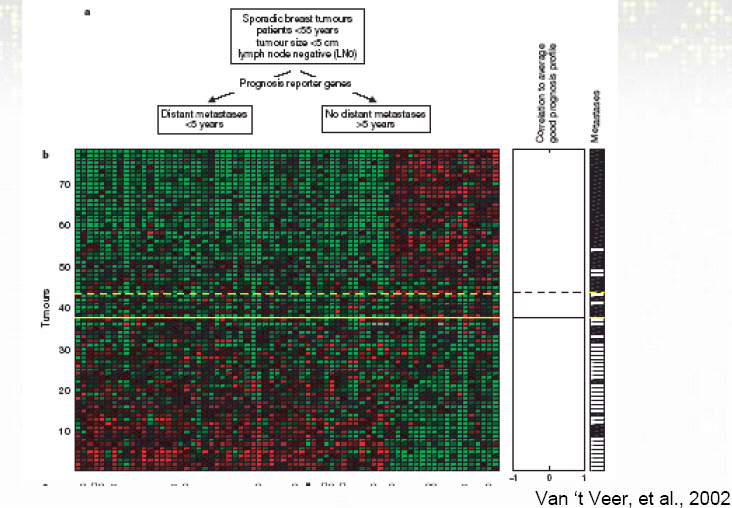 a
Sporadic breast tumours
patients <55 years
tumour size <5 cm
lymph node negative (LN0)
Prognosis reporter genes
Distant metastases
<5 years
No distant metastases
>5 years
b
Tumours
70
60
50
40
30
20
10
Correlation to average
good prognosis profile
-1
0
1
Metastases
Van ‘t Veer, et al., 2002